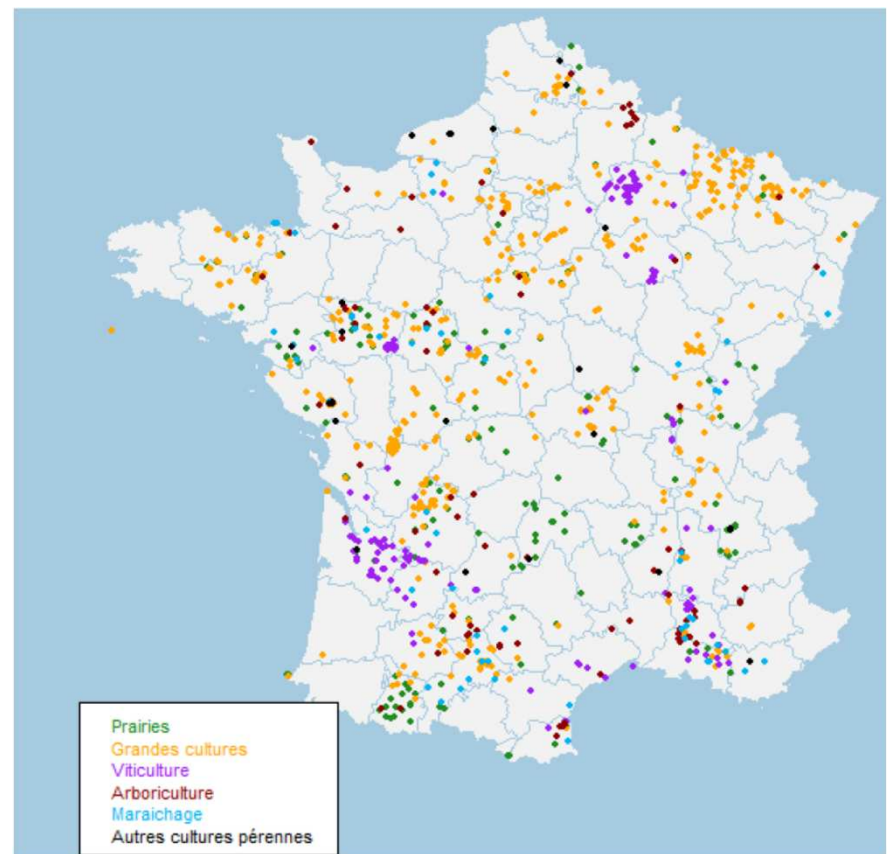 Prairies
Grandes cultures
Viticulture
Arboriculture
Maraichage
Autres cultures pérennes